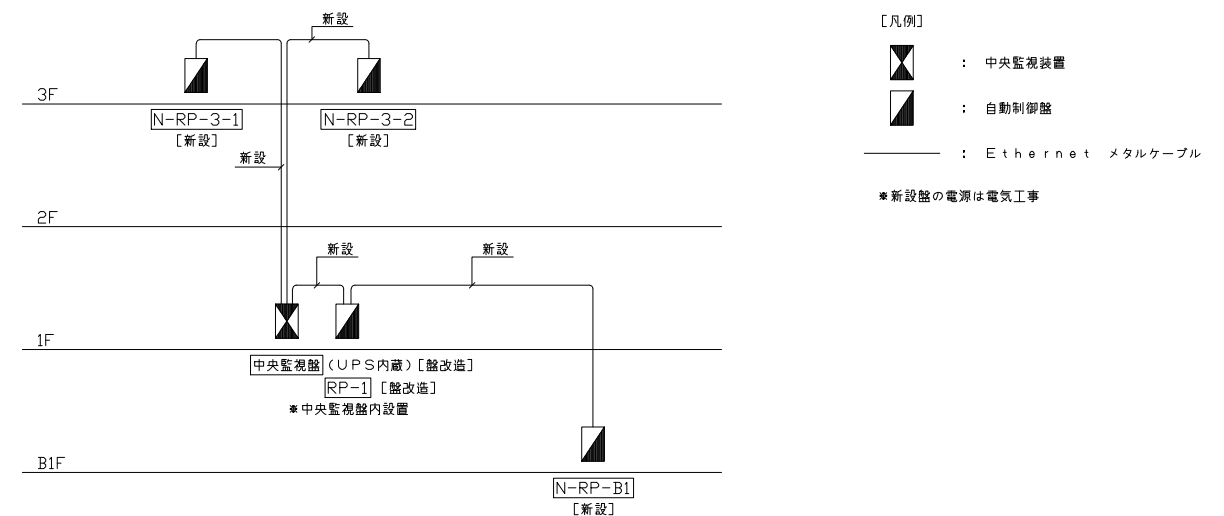 新設
3F
N-RP-3-1
[新設]
N-RP-3-2
[新設]
新設
2F
新設
新設
1F
中央監視盤(UPS内蔵)[盤改造]
RP-1 [盤改造]
※中央監視盤内設置
B1F
N-RP-B1
[新設]
[凡例]
: 中央監視装置
: 自動制御盤
: Ethernet メタルケーブル
※新設盤の電源は電気工事